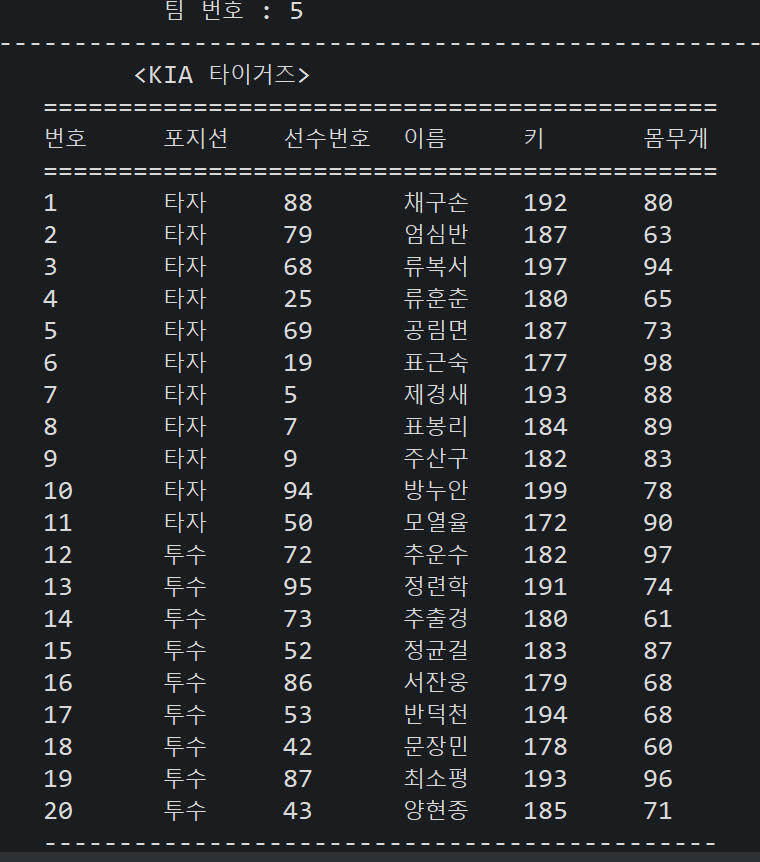 팀 번호 : 5
---------------------------------------------------
<KIA 타이거즈>
=============================================
번호 포지션 선수번호 이름 키 몸무게
=============================================
1 타자 88 채구손 192 80
2 타자 79 엄심반 187 63
3 타자 68 류복서 197 94
4 타자 25 류훈춘 180 65
5 타자 69 공림면 187 73
6 타자 19 표근숙 177 98
7 타자 5 제경새 193 88
8 타자 7 표봉리 184 89
9 타자 9 주산구 182 83
10 타자 94 방누안 199 78
11 타자 50 모열율 172 90
12 투수 72 추운수 182 97
13 투수 95 정련학 191 74
14 투수 73 추출경 180 61
15 투수 52 정균걸 183 87
16 투수 86 서잔웅 179 68
17 투수 53 반덕천 194 68
18 투수 42 문장민 178 60
19 투수 87 최소평 193 96
20 투수 43 양현종 185 71
---------------------------------------------